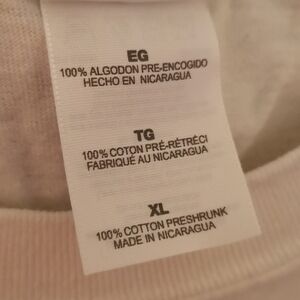 EG
100% ALGODON PRE-ENCOGIDO
HECHO EN NICARAGUA
TG
100% COTON PRÉ-RÉTRÉCI
FABRIQUÉ AU NICARAGUA
XL
100% COTTON PRESHRUNK
MADE IN NICARAGUA